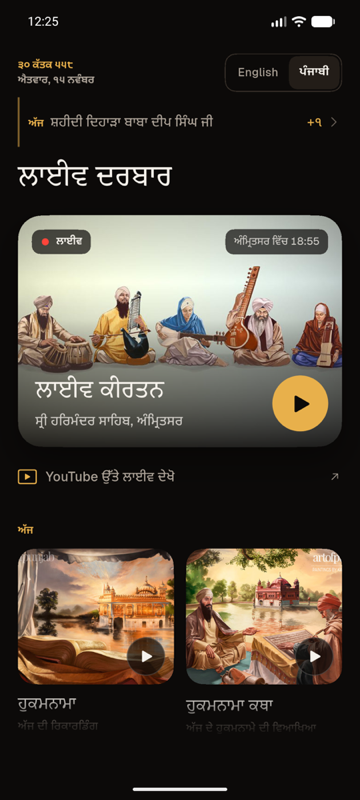 12:25
੩੦ ਕੱਤਕ ੫੫੮
ਐਤਵਾਰ, ੧੫ ਨਵੰਬਰ
English
ਪੰਜਾਬੀ
ਅੱਜ ਸ਼ਹੀਦੀ ਦਿਹਾੜਾ ਬਾਬਾ ਦੀਪ ਸਿੰਘ ਜੀ +੧
ਲਾਈਵ ਦਰਬਾਰ
ਲਾਈਵ
ਅੰਮ੍ਰਿਤਸਰ ਵਿੱਚ 18:55
ਲਾਈਵ ਕੀਰਤਨ
ਸ੍ਰੀ ਹਰਿਮੰਦਰ ਸਾਹਿਬ, ਅੰਮ੍ਰਿਤਸਰ
YouTube ਉੱਤੇ ਲਾਈਵ ਦੇਖੋ
ਅੱਜ
ਹੁਕਮਨਾਮਾ
ਅੱਜ ਦੀ ਰਿਕਾਰਡਿੰਗ
ਹੁਕਮਨਾਮਾ ਕਥਾ
ਅੱਜ ਦੇ ਹੁਕਮਨਾਮੇ ਦੀ ਵਿਆਖਿਆ